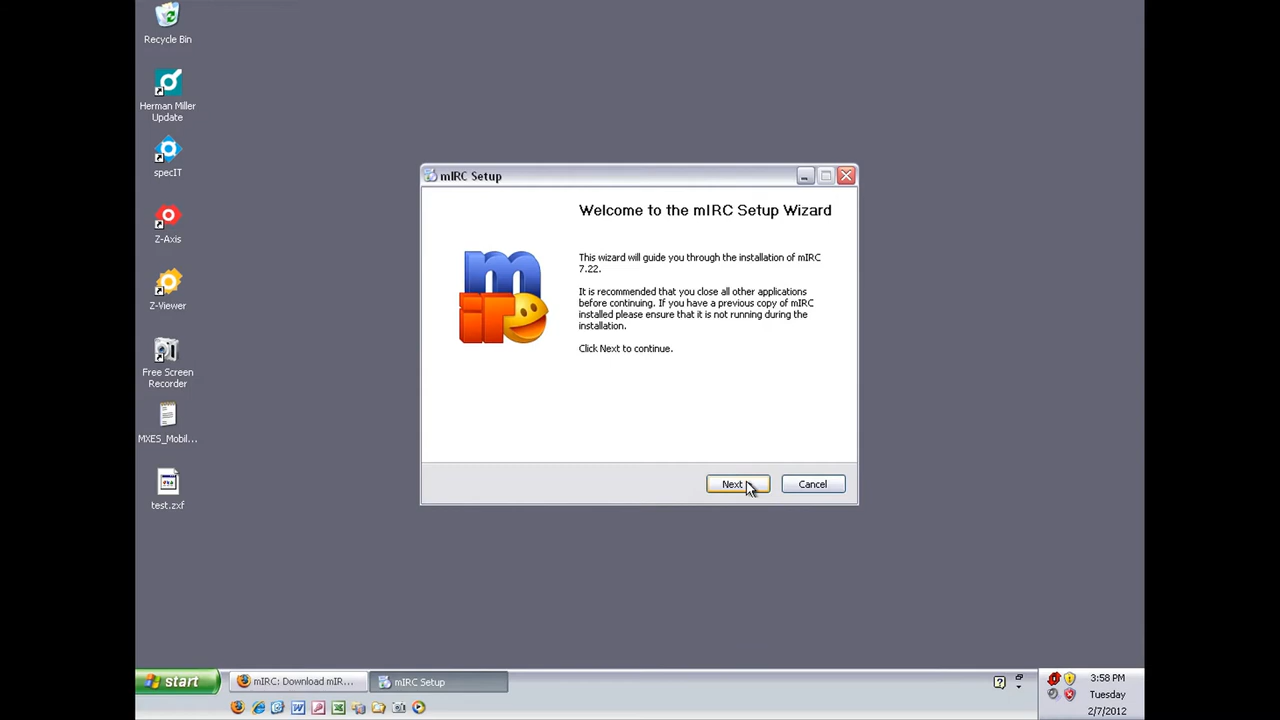 Recycle Bin
Herman Miller
Update
specIT
Z-Axis
Z-Viewer
Free Screen
Recorder
MXES_Mobil...
test.zxf
mIRC Setup
Welcome to the mIRC Setup Wizard
This wizard will guide you through the installation of mIRC
7.22.
It is recommended that you close all other applications
before continuing. If you have a previous copy of mIRC
installed please ensure that it is not running during the
installation.
Click Next to continue.
mirc
Next
Cancel
start
mIRC: Download mIR...
mIRC Setup
3:58 PM
Tuesday
2/7/2012